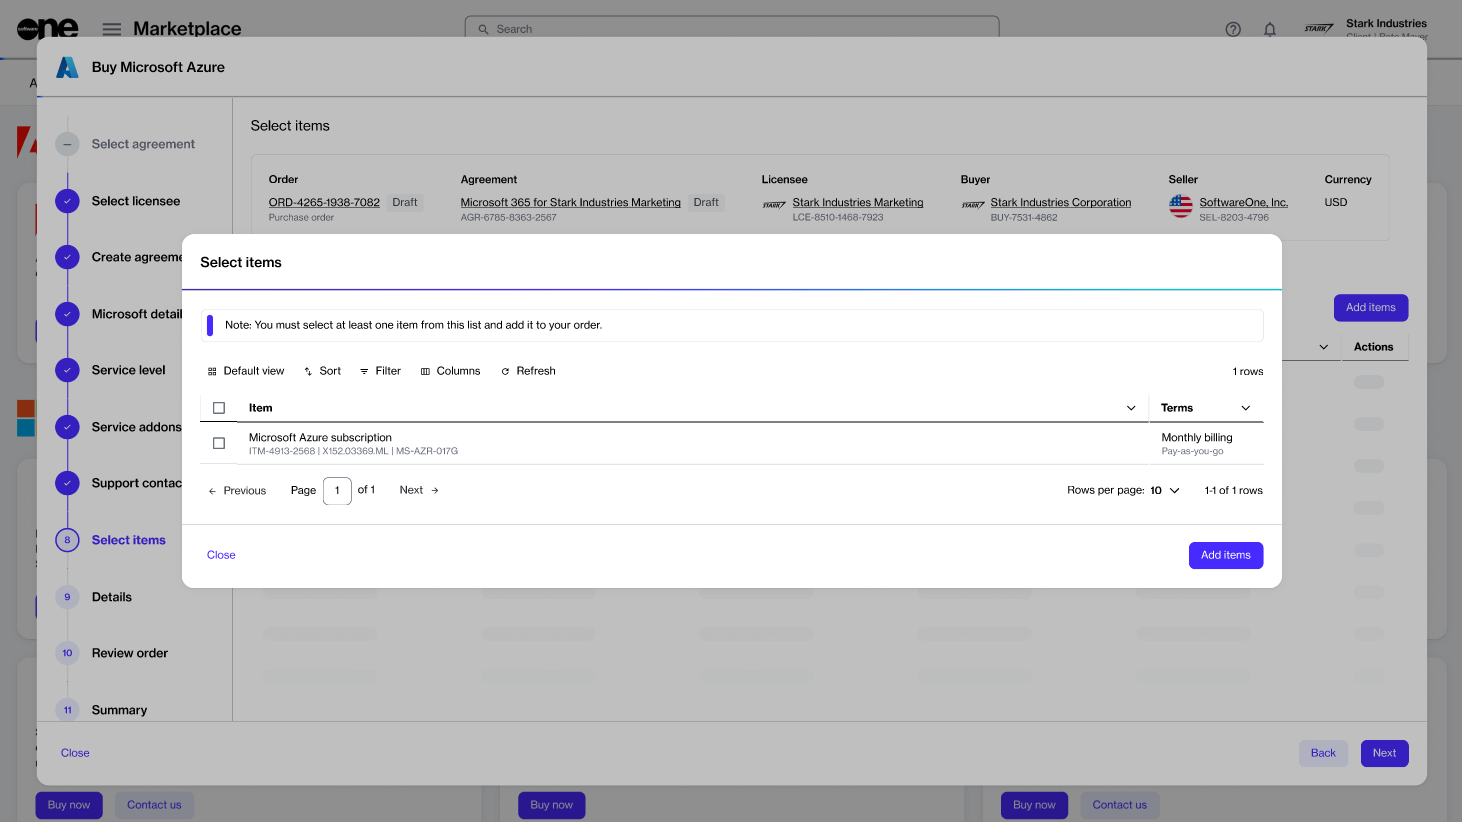 software one
Marketplace
Search
STARK
Stark Industries
Buy Microsoft Azure
Select agreement
Select licensee
Create agreeme
Microsoft detail
Service level
Service addons
Support contac
8 Select items
9 Details
10 Review order
11 Summary
Select items
Order Agreement Licensee Buyer Seller Currency
ORD-4265-1938-7082 Draft Microsoft 365 for Stark Industries Marketing Draft STARK Stark Industries Marketing STARK Stark Industries Corporation SoftwareOne, Inc. USD
Purchase order AGR-6785-8363-2567 LCE-8510-1468-7923 BUY-7531-4862 SEL-8203-4796
Add items
Actions
Select items
Note: You must select at least one item from this list and add it to your order.
Default view Sort Filter Columns Refresh 1 rows
Item Terms
Microsoft Azure subscription Monthly billing
ITM-4913-2568 | X152.03369.ML | MS-AZR-017G Pay-as-you-go
Previous Page 1 of 1 Next Rows per page: 10 1-1 of 1 rows
Close Add items
Close Back Next
Buy now Contact us Buy now Buy now Contact us